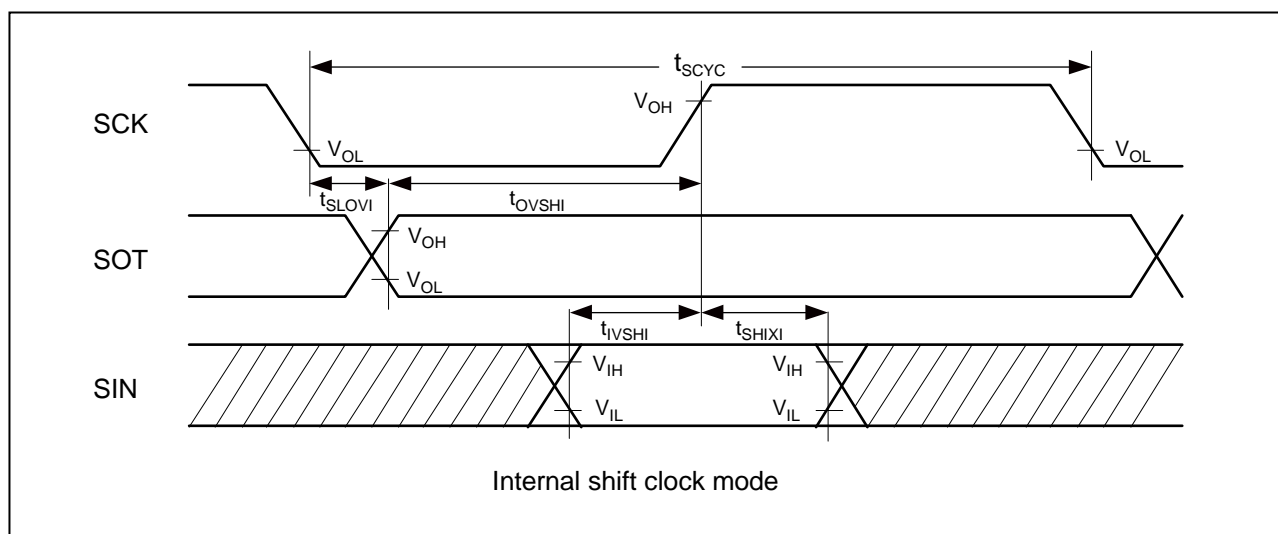 tSCYC
SCK
VOH
VOL
VOL
tSLOVI
tOVSHI
SOT
VOH
VOL
tIVSHI
tSHIXI
SIN
VIH
VIH
VIL
VIL
Internal shift clock mode